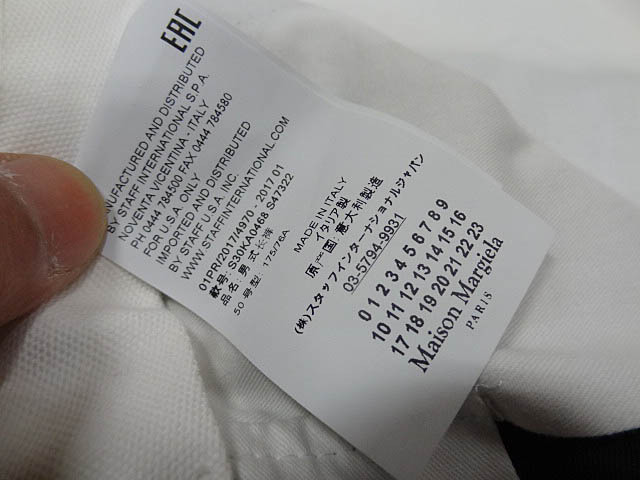 EAC
MANUFACTURED AND DISTRIBUTED
BY STAFF INTERNATIONAL S.P.A.
NOVENTA VICENTINA - ITALY
PH 0444 784500 FAX 0444 784580
FOR U.S.A. ONLY
IMPORTED AND DISTRIBUTED
BY STAFF U.S.A. INC.
WWW.STAFFINTERNATIONAL.COM
01PR/2017/4970 - 2017 01
款号: S30KA0468 S47322
品名: 男 式 长 裤
50 号型: 175/76A
MADE IN ITALY
イタリア製
原产国: 意大利製造
(株)スタッフインターナショナルジャパン
03-5794-9931
0 1 2 3 4 5 6 7 8 9
10 11 12 13 14 15 16
17 18 19 20 21 22 23
Maison Margiela
PARIS